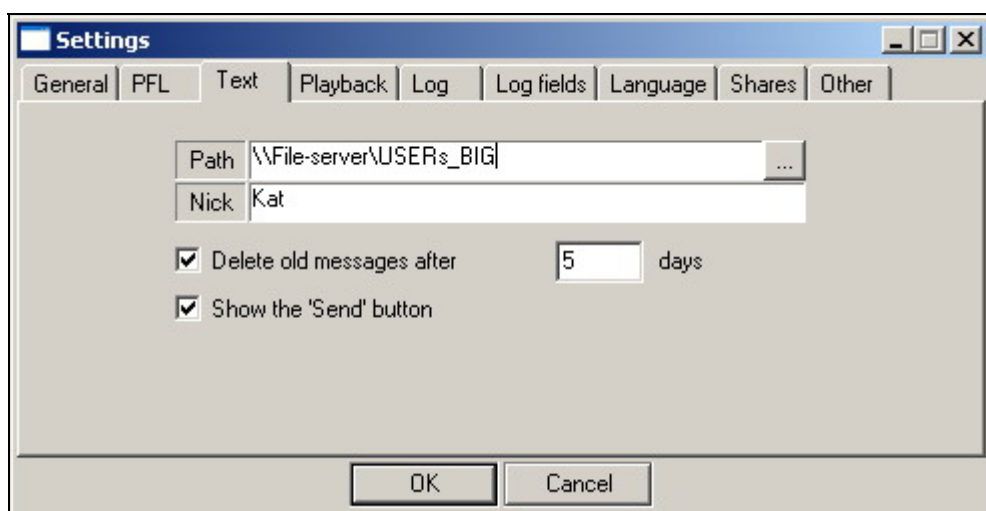 Settings
General PFL Text Playback Log Log fields Language Shares Other
Path \\File-server\USERs_BIG ...
Nick Kat
Delete old messages after 5 days
Show the 'Send' button
OK Cancel